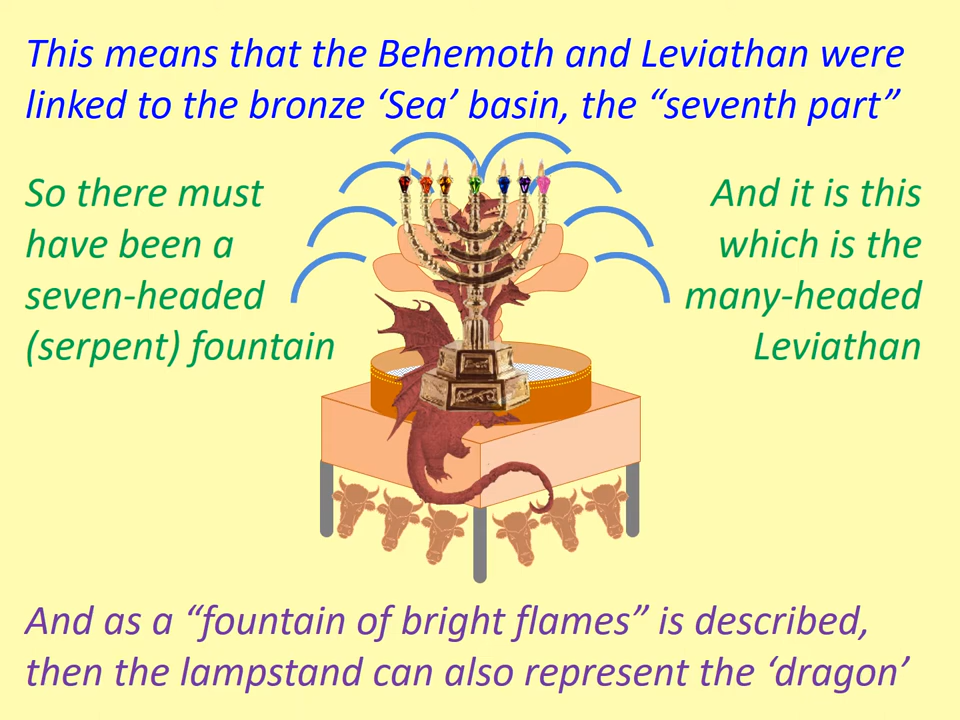 This means that the Behemoth and Leviathan were
linked to the bronze ‘Sea’ basin, the “seventh part”
So there must
have been a
seven-headed
(serpent) fountain
And it is this
which is the
many-headed
Leviathan
And as a “fountain of bright flames” is described,
then the lampstand can also represent the ‘dragon’